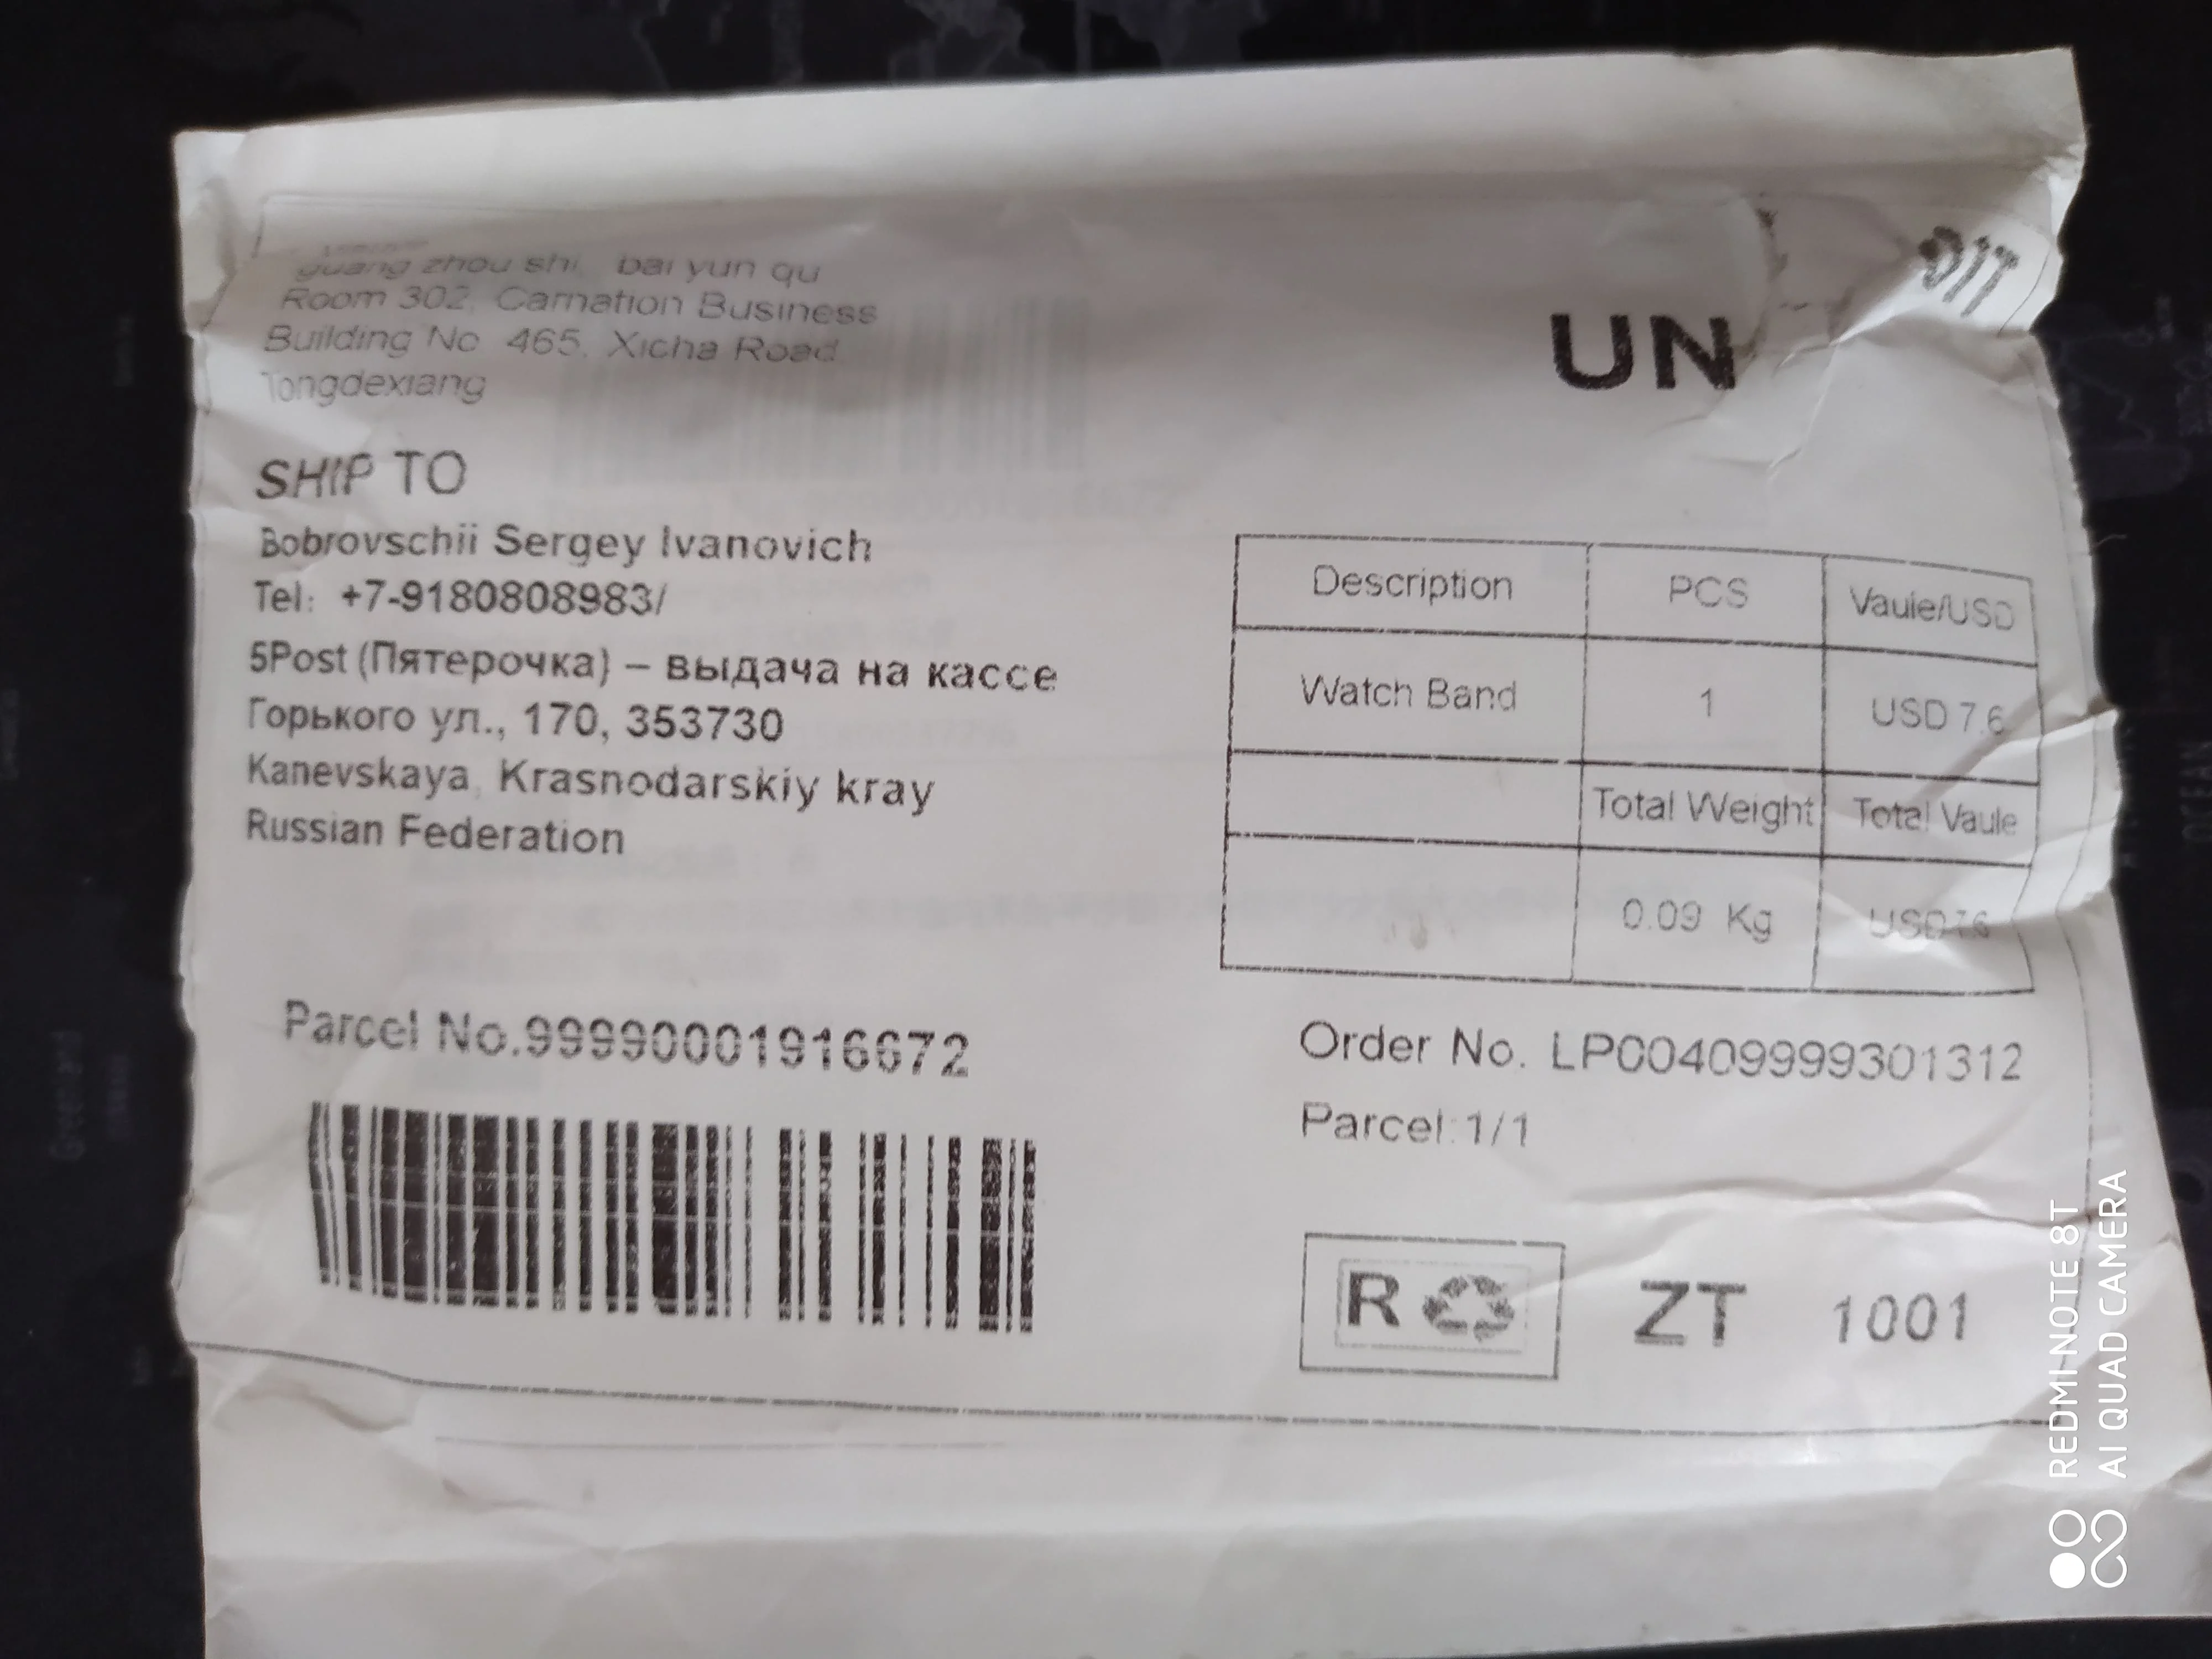 guang zhou shi, bai yun qu
Room 302, Carnation Business
Building No 465, Xicha Road
Tongdexiang
UN
SHIP TO
Bobrovschii Sergey Ivanovich
Tel: +7-9180808983/
5Post (Пятерочка) – выдача на кассе
Горького ул., 170, 353730
Kanevskaya, Krasnodarskiy kray
Russian Federation
Description PCS Vauie/USD
Watch Band 1 USD 7.6
Total Weight Total Vaule
0.09 Kg USD7.6
Parcel No.99990001916672
Order No. LP00409999301312
Parcel:1/1
R ZT 1001
REDMI NOTE 8T
AI QUAD CAMERA